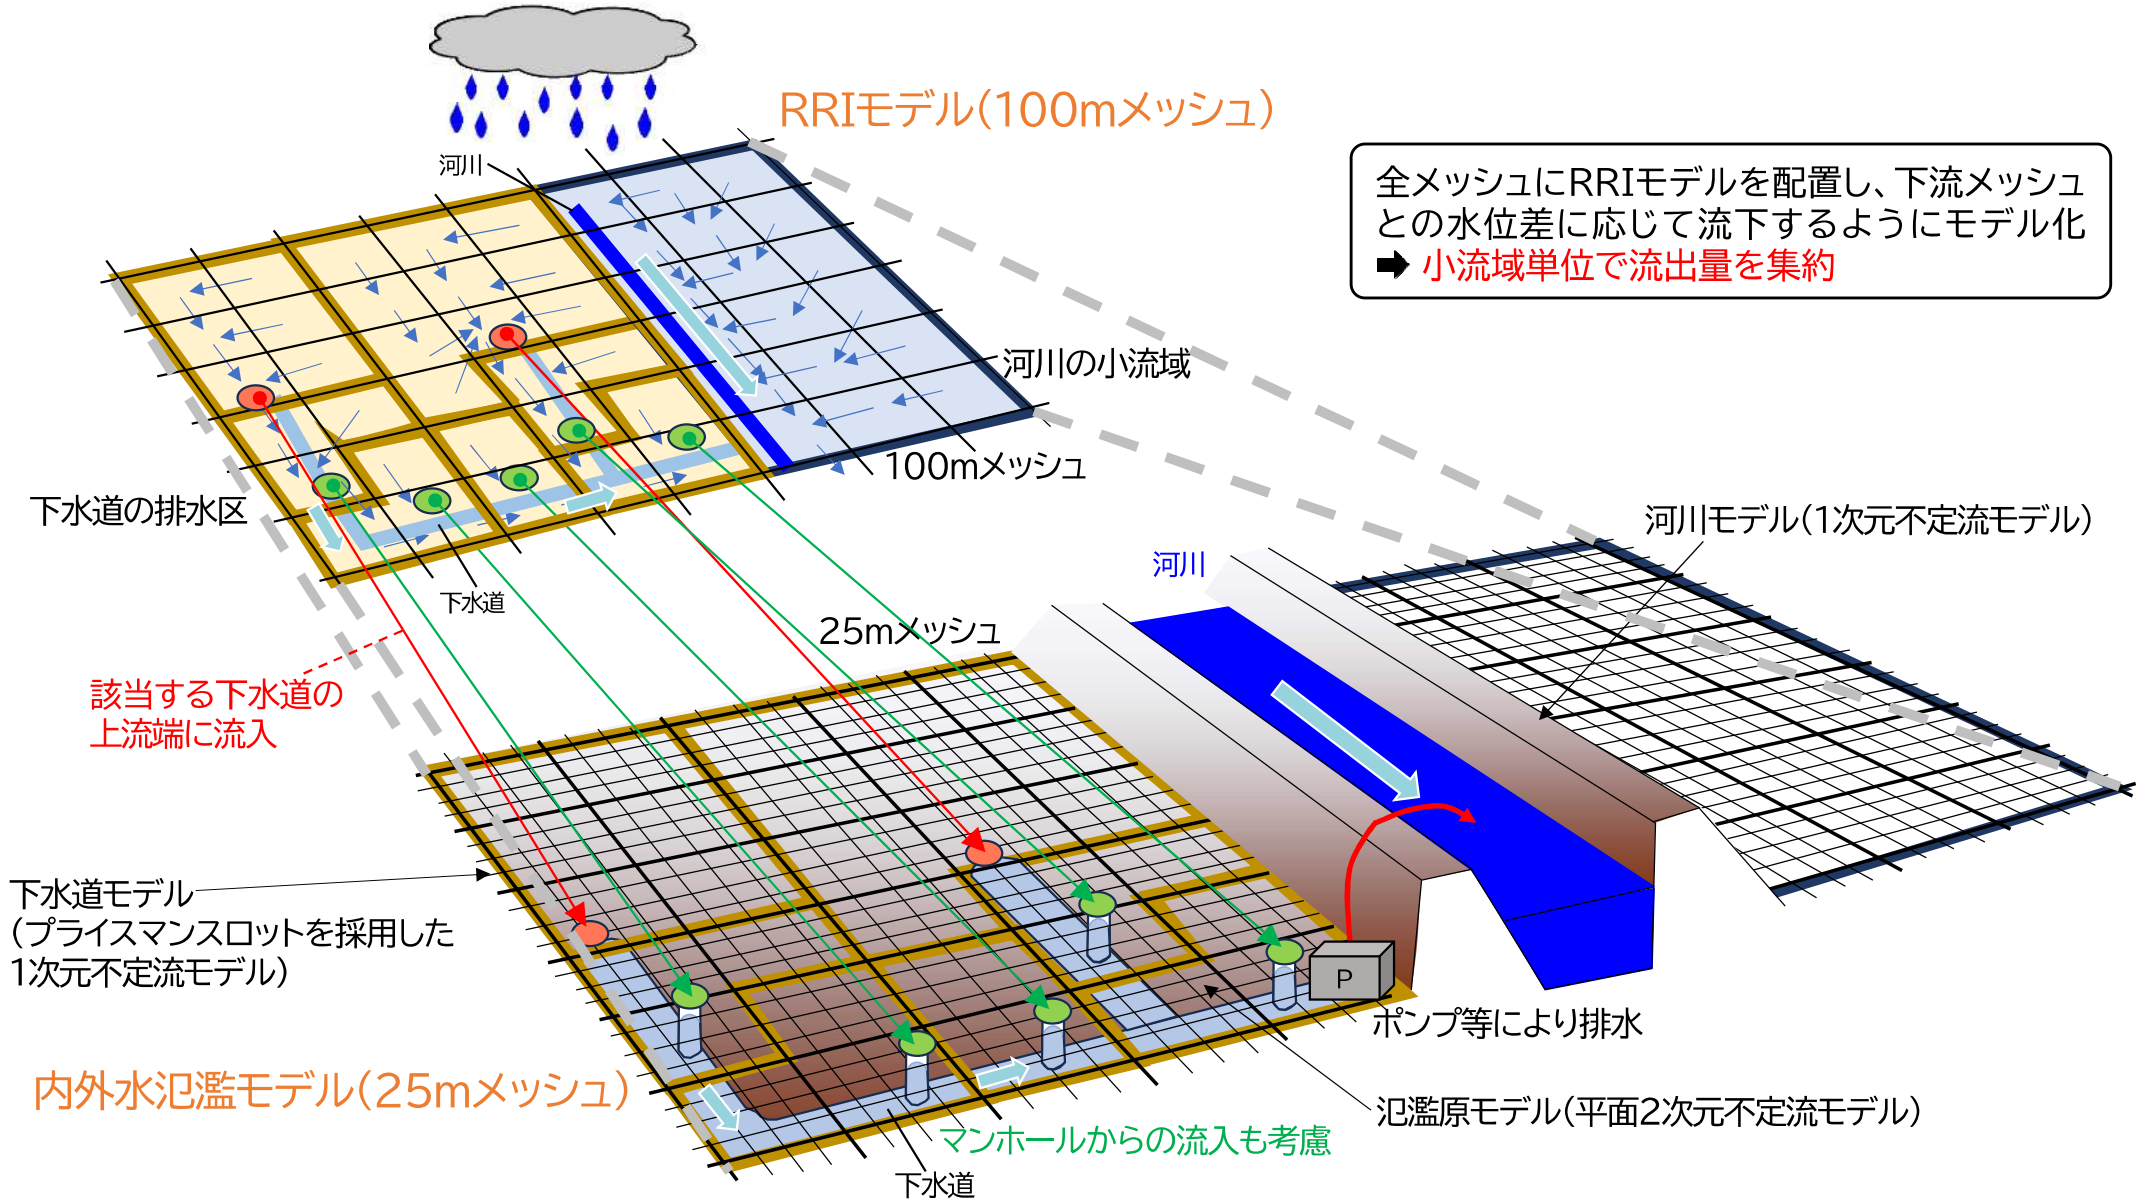 RRIモデル(100mメッシュ)
河川
全メッシュにRRIモデルを配置し、下流メッシュ
との水位差に応じて流下するようにモデル化
➡ 小流域単位で流出量を集約
河川の小流域
100mメッシュ
下水道の排水区
下水道
河川モデル(1次元不定流モデル)
河川
25mメッシュ
該当する下水道の
上流端に流入
下水道モデル
(プライスマンスロットを採用した
1次元不定流モデル)
P
ポンプ等により排水
内外水氾濫モデル(25mメッシュ)
氾濫原モデル(平面2次元不定流モデル)
マンホールからの流入も考慮
下水道